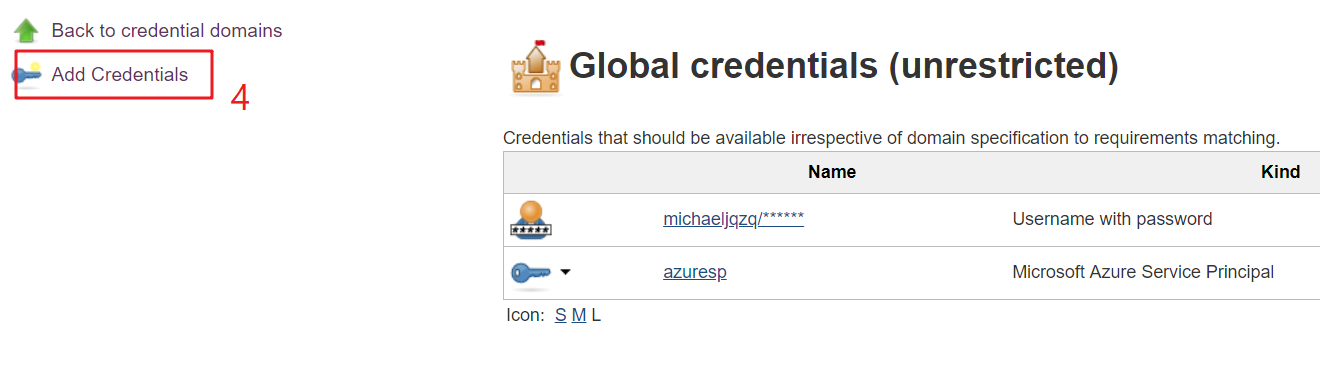 Back to credential domains
Add Credentials
4
Global credentials (unrestricted)
Credentials that should be available irrespective of domain specification to requirements matching.
Name Kind
michaeljqzq/****** Username with password
azuresp Microsoft Azure Service Principal
Icon: S M L